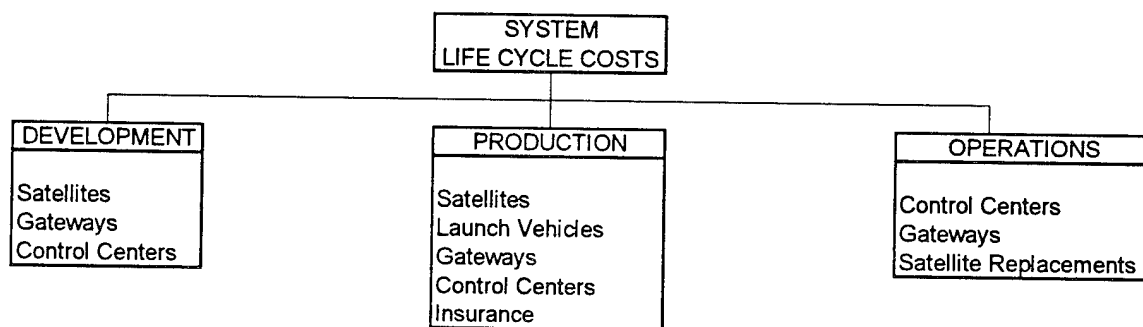 SYSTEM
LIFE CYCLE COSTS
DEVELOPMENT
Satellites
Gateways
Control Centers
PRODUCTION
Satellites
Launch Vehicles
Gateways
Control Centers
Insurance
OPERATIONS
Control Centers
Gateways
Satellite Replacements